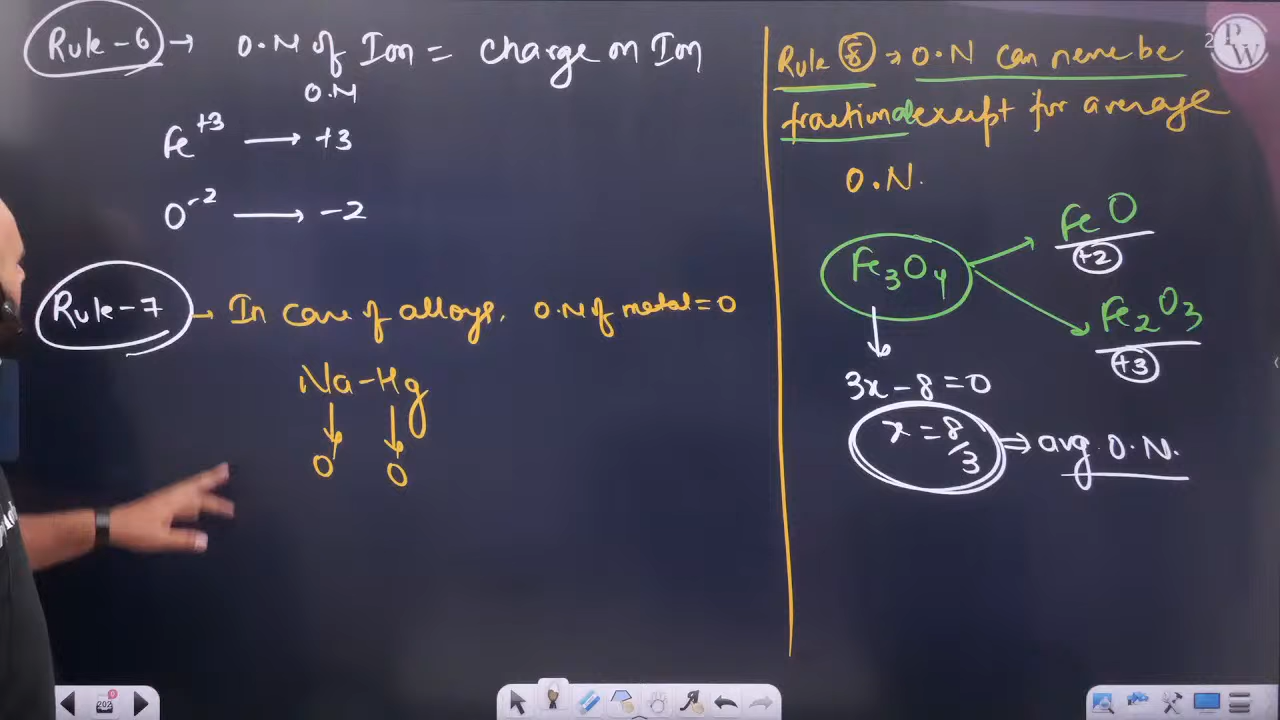 Rule-6 → O.N of Ion = charge on Ion
O.N
Fe⁺³ → +3
O⁻² → -2
Rule-7 → In case of alloys, O.N of metal = 0
Na-Hg
0 0
Rule 8 → O.N can never be
fractional except for average
O.N.
Fe₃O₄
FeO
+2
Fe₂O₃
+3
3x - 8 = 0
x = 8/3 ⇒ avg O.N.
PW
202